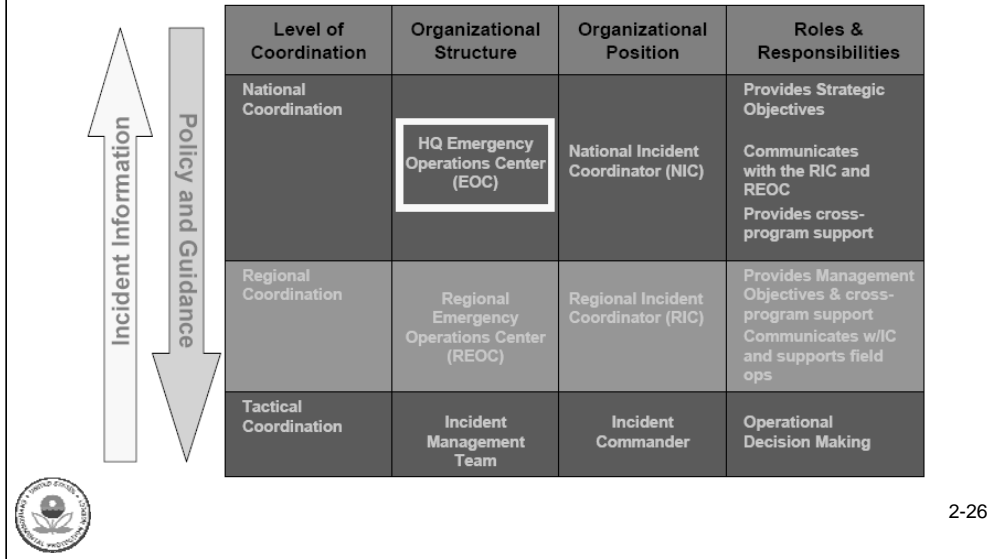 Level of
Coordination
Organizational
Structure
Organizational
Position
Roles &
Responsibilities
Incident Information
Policy and Guidance
National
Coordination
HQ Emergency
Operations Center
(EOC)
National Incident
Coordinator (NIC)
Provides Strategic
Objectives
Communicates
with the RIC and
REOC
Provides cross-
program support
Regional
Coordination
Regional
Emergency
Operations Center
(REOC)
Regional Incident
Coordinator (RIC)
Provides Management
Objectives & cross-
program support
Communicates w/IC
and supports field
ops
Tactical
Coordination
Incident
Management
Team
Incident
Commander
Operational
Decision Making
UNITED STATES
2-26